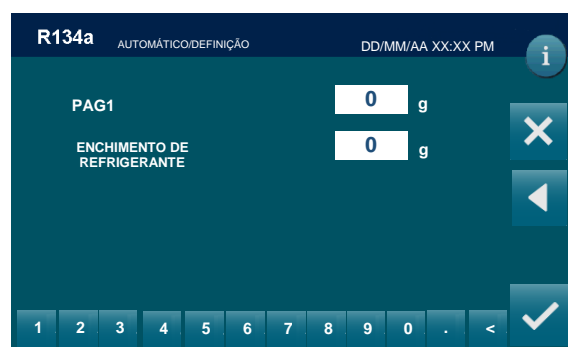 R134a AUTOMÁTICO/DEFINIÇÃO DD/MM/AA XX:XX PM
i
PAG1 0 g
ENCHIMENTO DE
REFRIGERANTE 0 g
1 2 3 4 5 6 7 8 9 0 . <